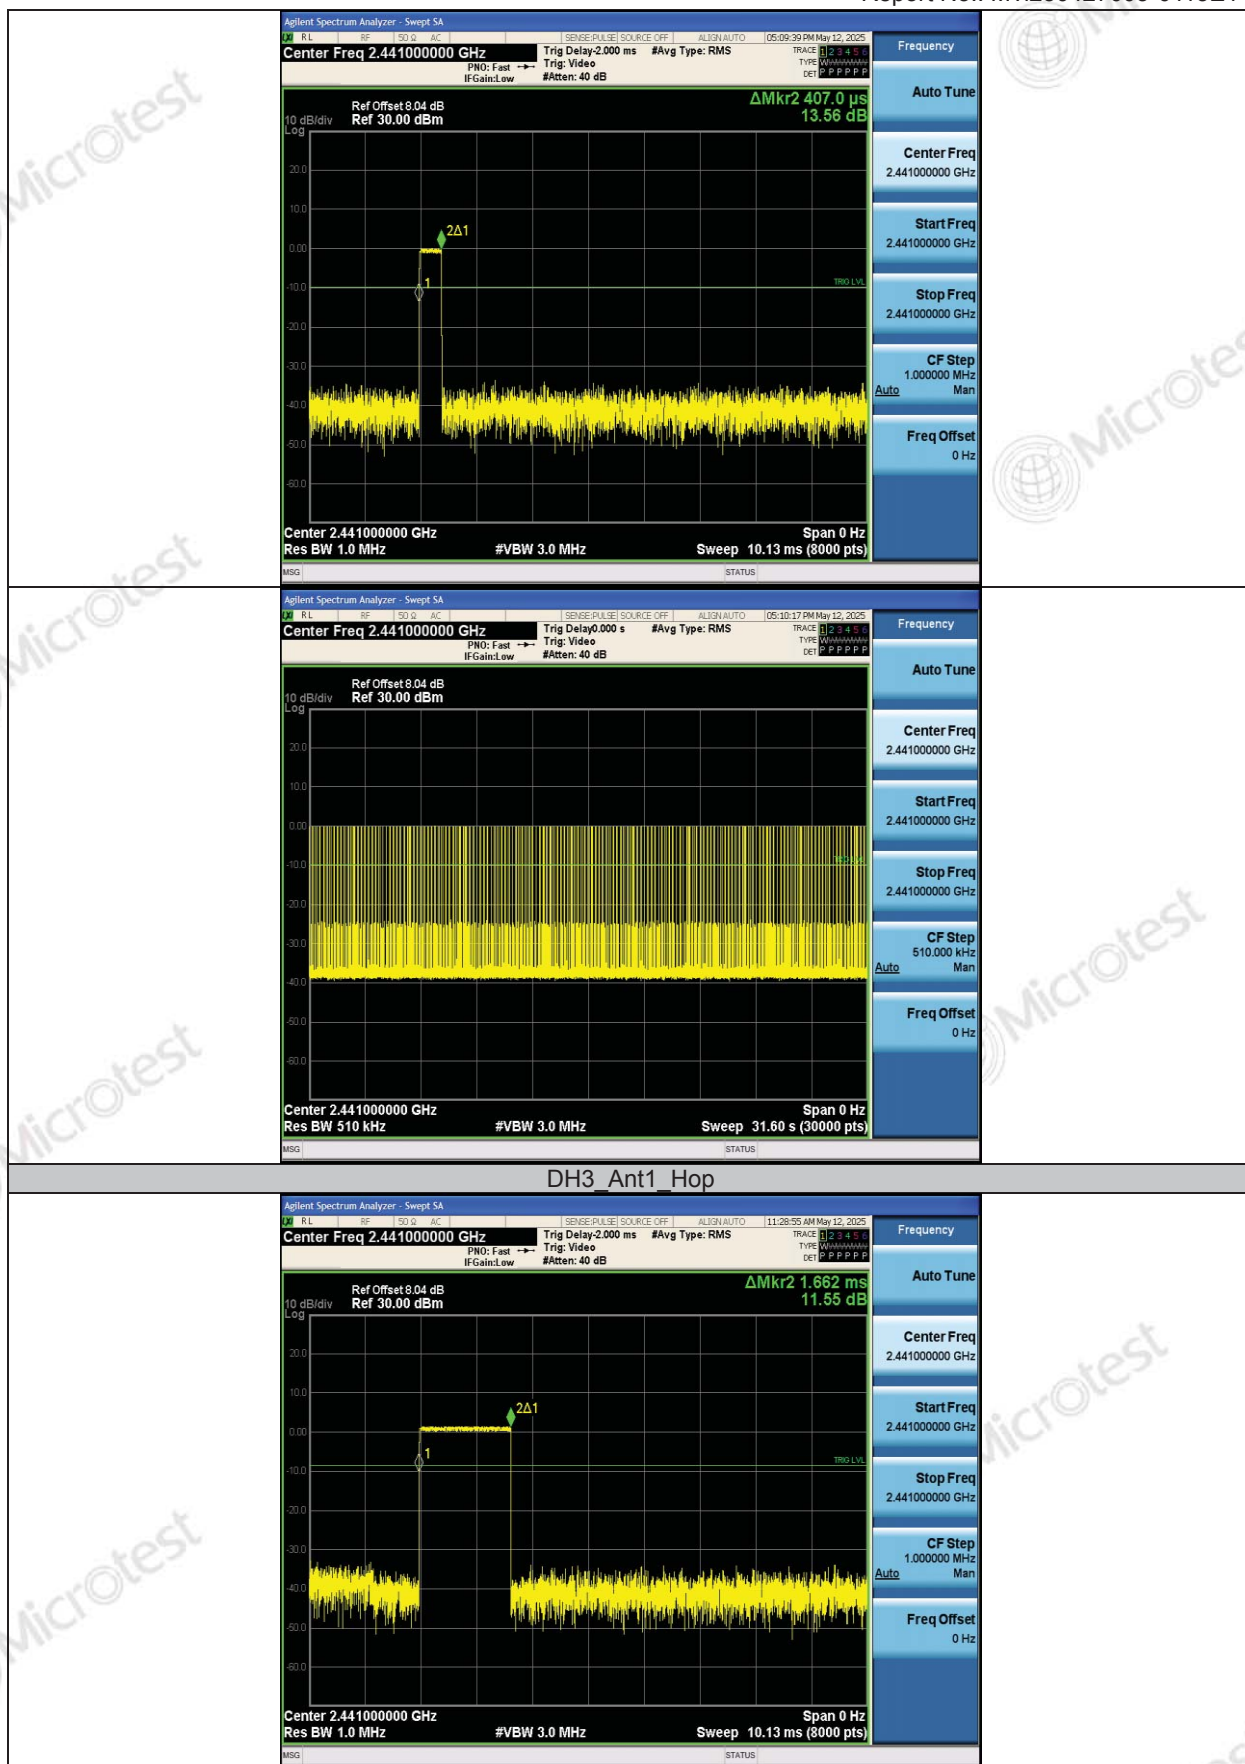 Agilent Spectrum Analyzer - Swept SA
RL RF 50 Ω AC SENSE:PULSE SOURCE OFF ALIGN AUTO 05:09:39 PM May 12, 2025
Center Freq 2.441000000 GHz
Trig Delay-2.000 ms #Avg Type: RMS
PNO: Fast Trig: Video
IFGain:Low #Atten: 40 dB
TRACE 1 2 3 4 5 6
TYPE W
DET P P P P P P
Frequency
ΔMkr2 407.0 µs
13.56 dB
Ref Offset 8.04 dB
10 dB/div Ref 30.00 dBm
Log
20.0
10.0
0.00
-10.0
-20.0
-30.0
-40.0
-50.0
-60.0
2Δ1
1
TRIG LVL
Center 2.441000000 GHz Span 0 Hz
Res BW 1.0 MHz #VBW 3.0 MHz Sweep 10.13 ms (8000 pts)
MSG STATUS
Auto Tune
Center Freq
2.441000000 GHz
Start Freq
2.441000000 GHz
Stop Freq
2.441000000 GHz
CF Step
1.000000 MHz
Auto Man
Freq Offset
0 Hz
Agilent Spectrum Analyzer - Swept SA
RL RF 50 Ω AC SENSE:PULSE SOURCE OFF ALIGN AUTO 05:10:17 PM May 12, 2025
Center Freq 2.441000000 GHz
Trig Delay0.000 s #Avg Type: RMS
PNO: Fast Trig: Video
IFGain:Low #Atten: 40 dB
TRACE 1 2 3 4 5 6
TYPE W
DET P P P P P P
Frequency
Ref Offset 8.04 dB
10 dB/div Ref 30.00 dBm
Log
20.0
10.0
0.00
-10.0
-20.0
-30.0
-40.0
-50.0
-60.0
Center 2.441000000 GHz Span 0 Hz
Res BW 510 kHz #VBW 3.0 MHz Sweep 31.60 s (30000 pts)
MSG STATUS
Auto Tune
Center Freq
2.441000000 GHz
Start Freq
2.441000000 GHz
Stop Freq
2.441000000 GHz
CF Step
510.000 kHz
Auto Man
Freq Offset
0 Hz
DH3_Ant1_Hop
Agilent Spectrum Analyzer - Swept SA
RL RF 50 Ω AC SENSE:PULSE SOURCE OFF ALIGN AUTO 11:28:55 AM May 12, 2025
Center Freq 2.441000000 GHz
Trig Delay-2.000 ms #Avg Type: RMS
PNO: Fast Trig: Video
IFGain:Low #Atten: 40 dB
TRACE 1 2 3 4 5 6
TYPE W
DET P P P P P P
Frequency
ΔMkr2 1.662 ms
11.55 dB
Ref Offset 8.04 dB
10 dB/div Ref 30.00 dBm
Log
20.0
10.0
0.00
-10.0
-20.0
-30.0
-40.0
-50.0
-60.0
2Δ1
1
TRIG LVL
Center 2.441000000 GHz Span 0 Hz
Res BW 1.0 MHz #VBW 3.0 MHz Sweep 10.13 ms (8000 pts)
MSG STATUS
Auto Tune
Center Freq
2.441000000 GHz
Start Freq
2.441000000 GHz
Stop Freq
2.441000000 GHz
CF Step
1.000000 MHz
Auto Man
Freq Offset
0 Hz
Microtest
Microtest
Microtest
Microtest
Microtest